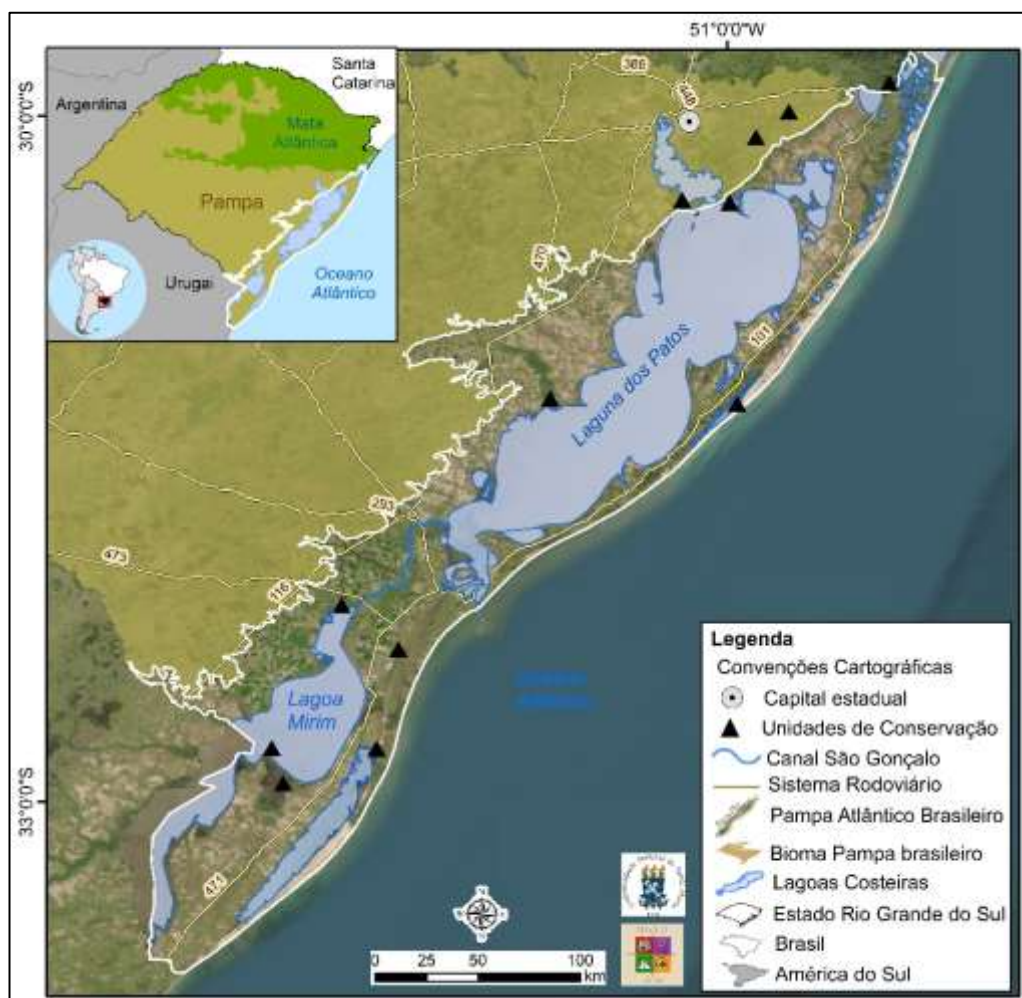 51°0'0"W
30°0'0"S
33°0'0"S
Santa
Catarina
Argentina
Mata
Atlântica
Pampa
Urugai
Oceano
Atlântico
386
448
470
101
Laguna dos Patos
293
473
116
Lagoa
Mirim
471
N
0 25 50 100
km
Legenda
Convenções Cartográficas
Capital estadual
Unidades de Conservação
Canal São Gonçalo
Sistema Rodoviário
Pampa Atlântico Brasileiro
Bioma Pampa brasileiro
Lagoas Costeiras
Estado Rio Grande do Sul
Brasil
América do Sul